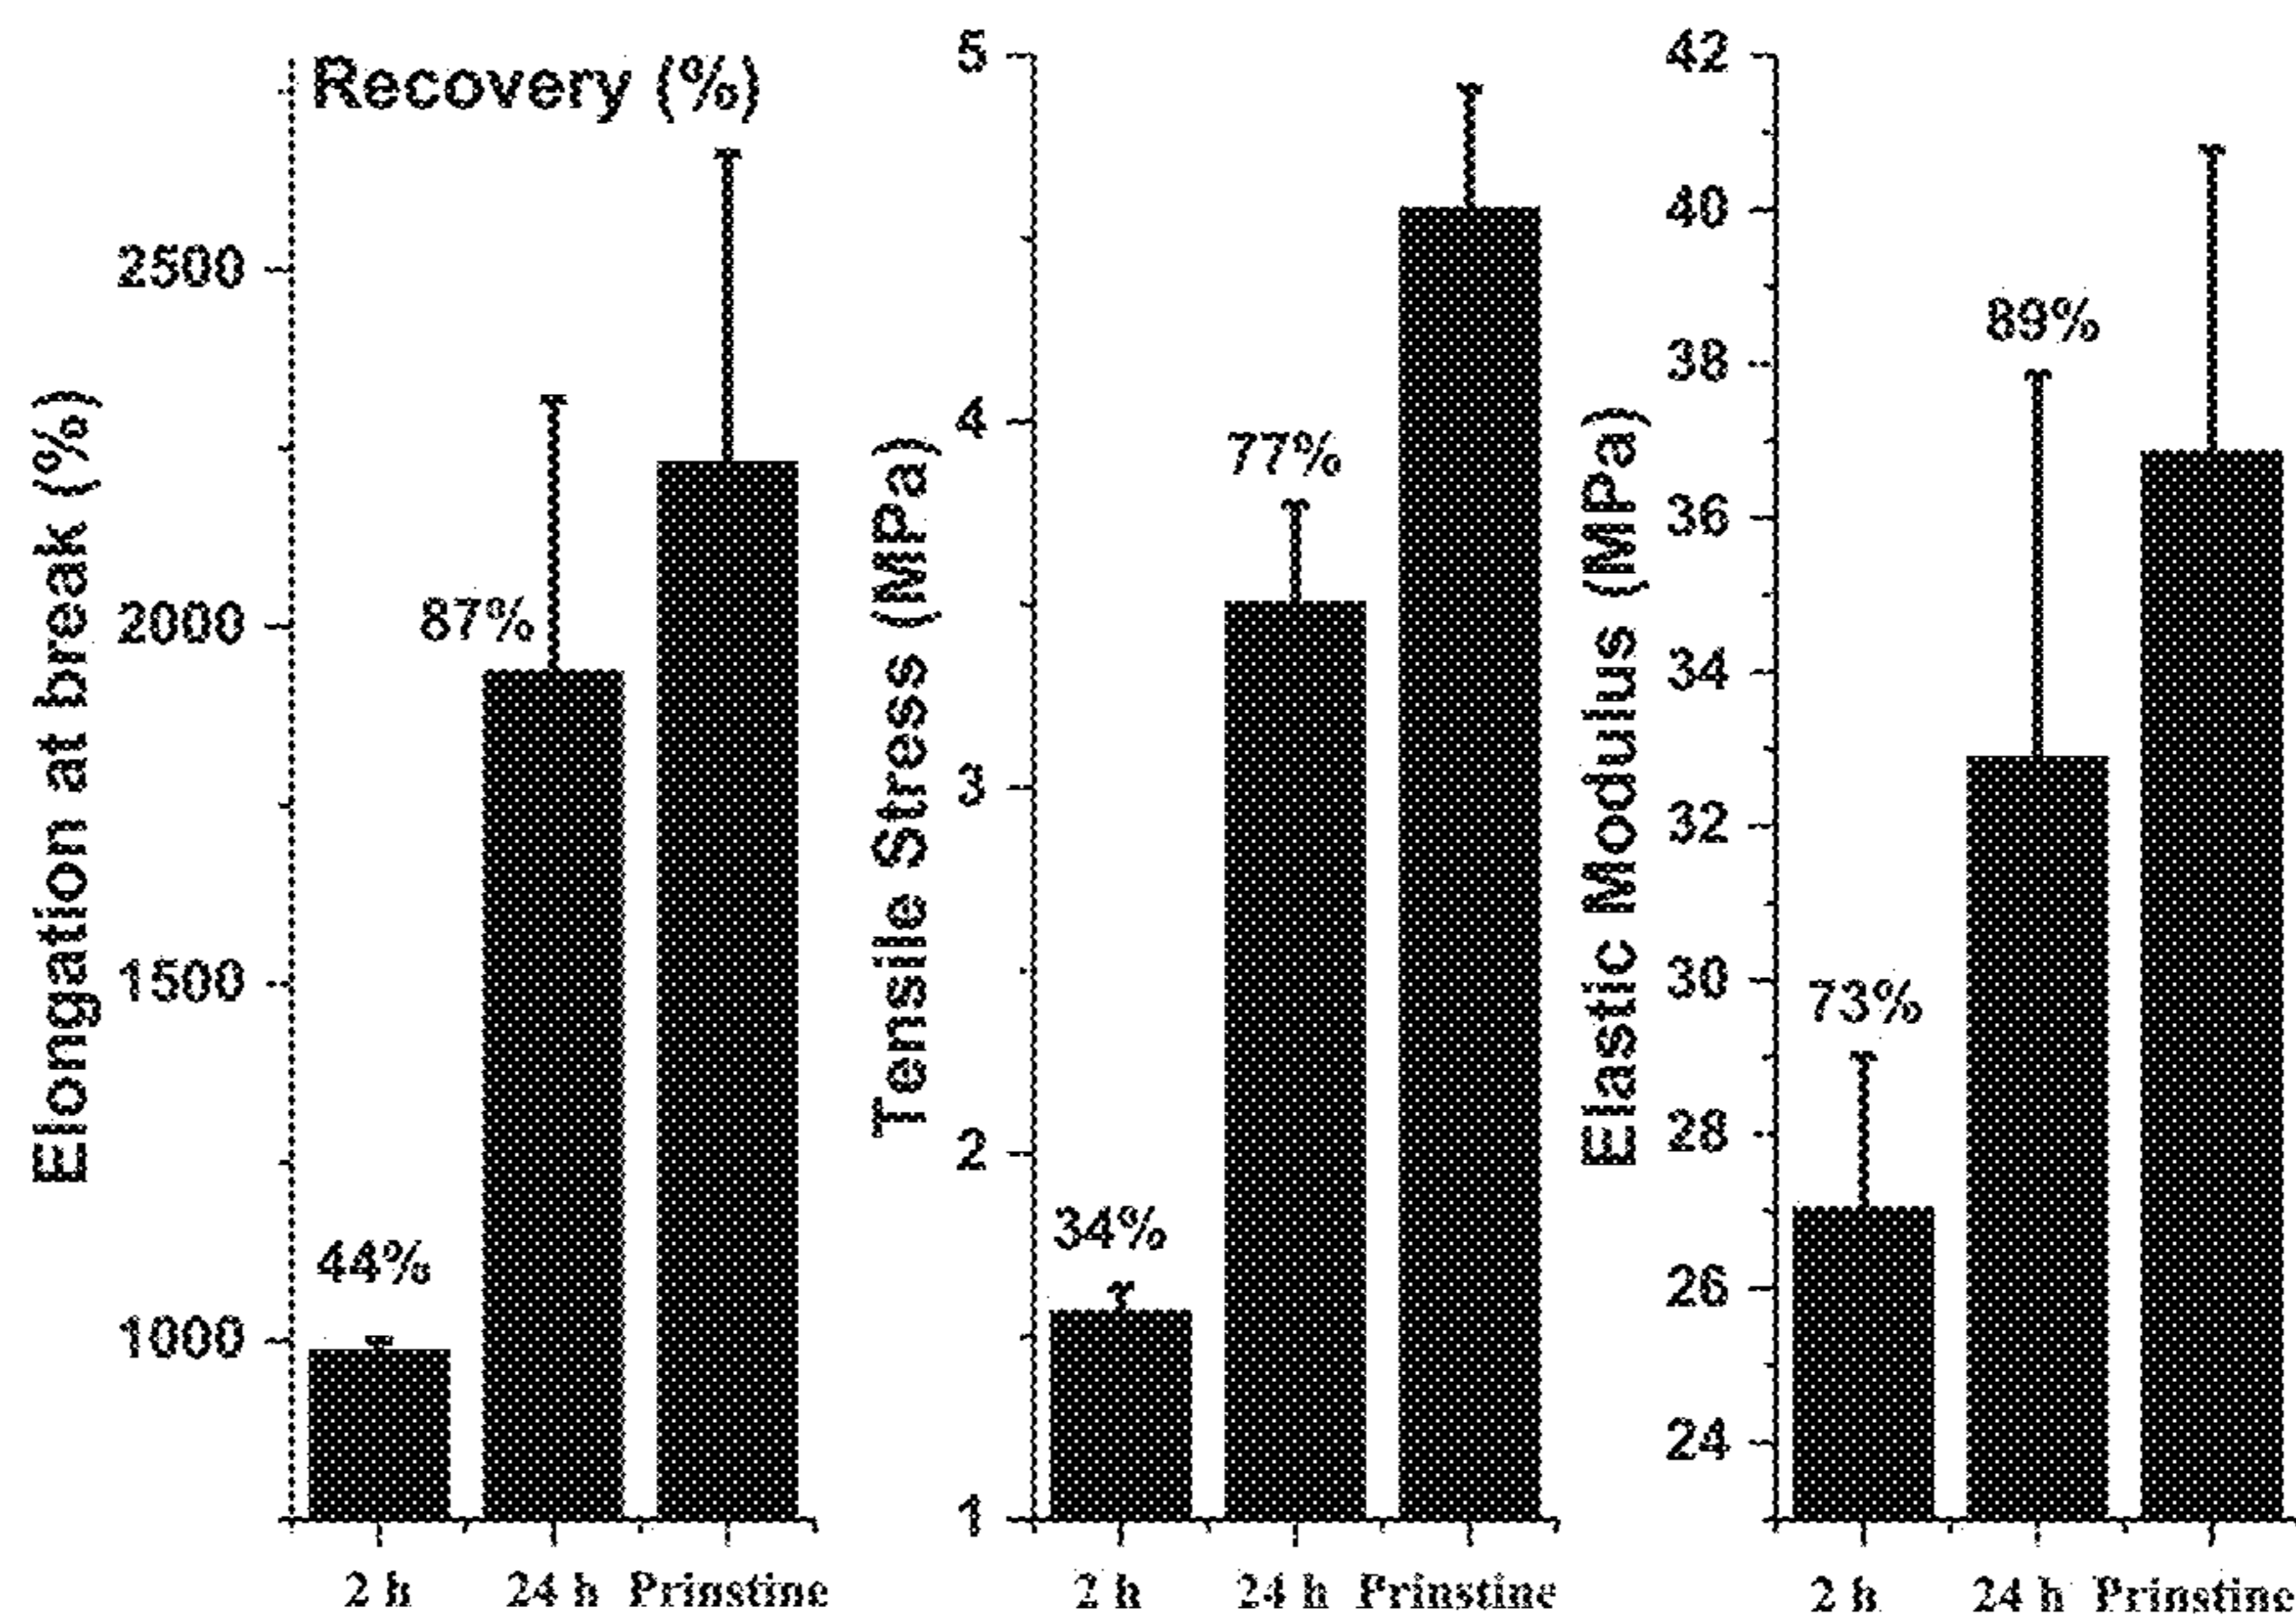 Recovery (%)
Elongation at break (%)
2500
2000
1500
1000
44%
87%
2 h
24 h
Prinstine
Tensile Stress (MPa)
5
4
3
2
1
34%
77%
2 h
24 h
Prinstine
Elastic Modulus (MPa)
42
40
38
36
34
32
30
28
26
24
73%
89%
2 h
24 h
Prinstine